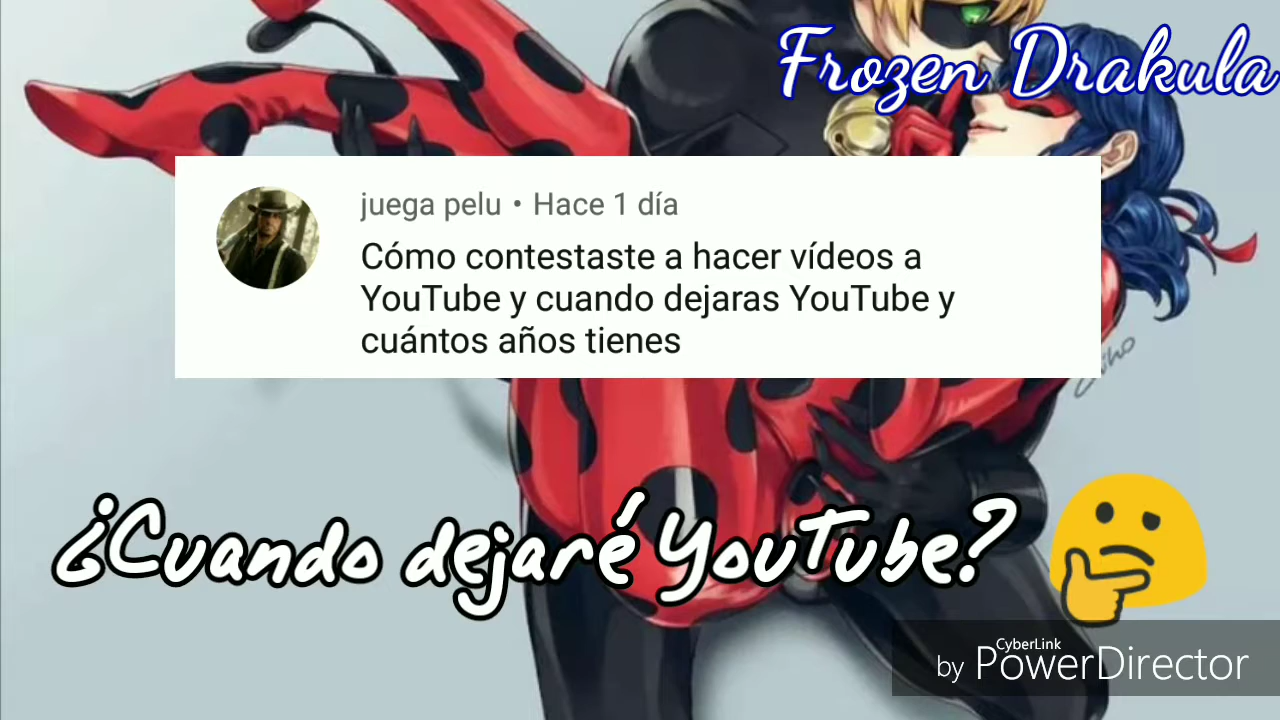 Frozen Drakula
juega pelu • Hace 1 día
Cómo contestaste a hacer vídeos a
YouTube y cuando dejaras YouTube y
cuántos años tienes
¿Cuando dejaré YouTube?
CyberLink
by PowerDirector